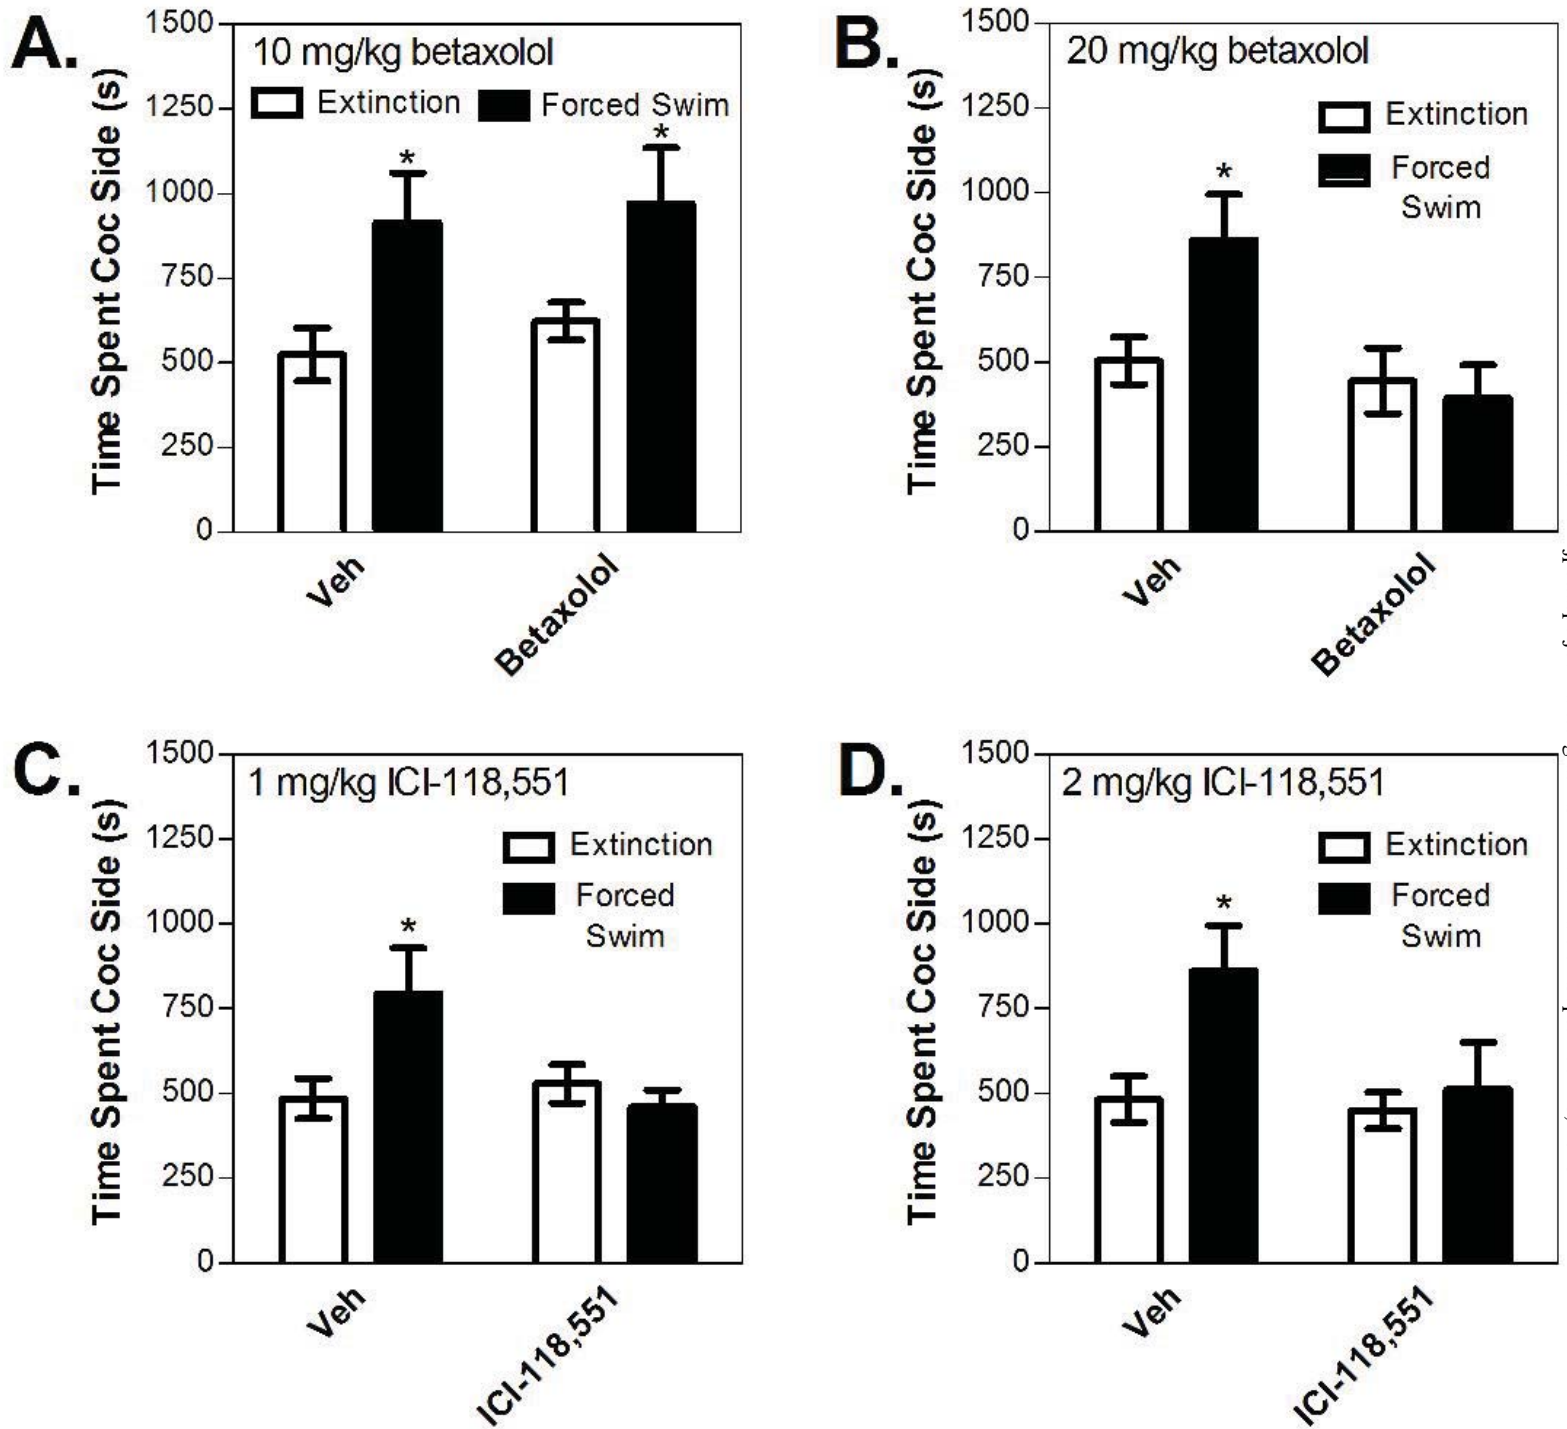 A.
10 mg/kg betaxolol
Extinction Forced Swim
* *
Time Spent Coc Side (s)
1500
1250
1000
750
500
250
0
Veh
Betaxolol
B.
20 mg/kg betaxolol
Extinction
Forced
Swim
*
Time Spent Coc Side (s)
1500
1250
1000
750
500
250
0
Veh
Betaxolol
C.
1 mg/kg ICI-118,551
Extinction
Forced
Swim
*
Time Spent Coc Side (s)
1500
1250
1000
750
500
250
0
Veh
ICI-118,551
D.
2 mg/kg ICI-118,551
Extinction
Forced
Swim
*
Time Spent Coc Side (s)
1500
1250
1000
750
500
250
0
Veh
ICI-118,551